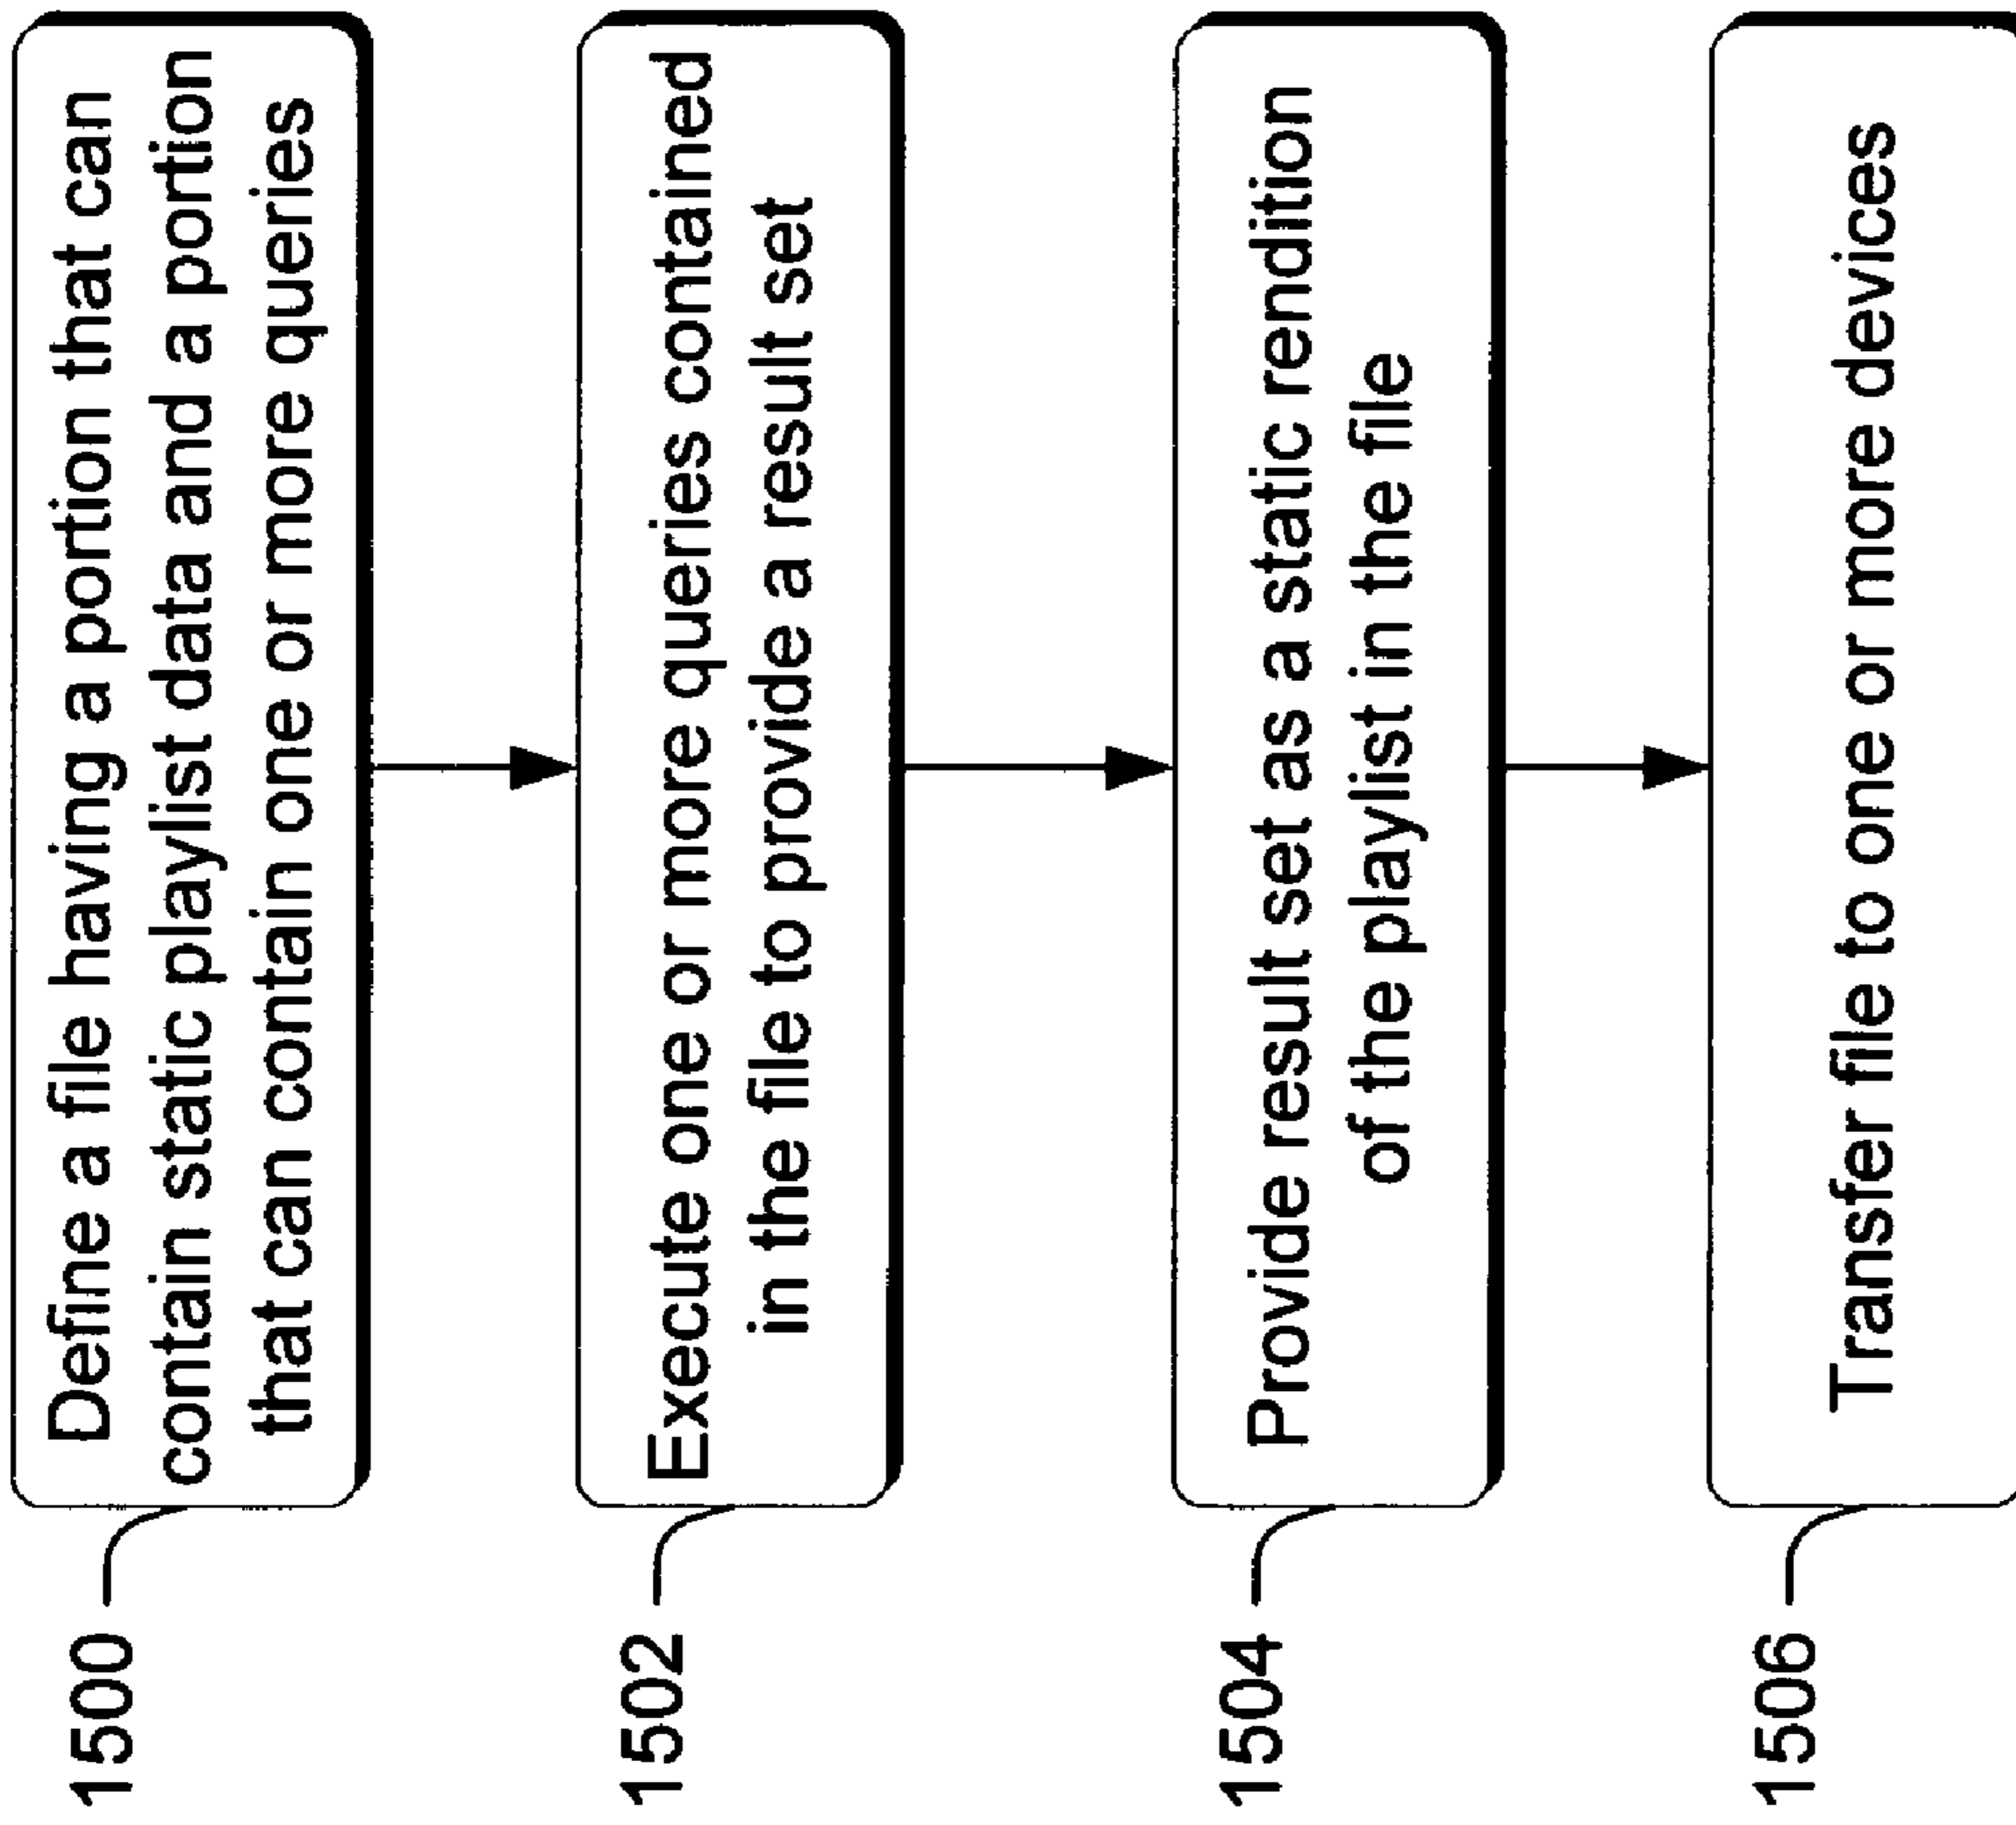 1500
Define a file having a portion that can
contain static playlist data and a portion
that can contain one or more queries
1502
Execute one or more queries contained
in the file to provide a result set
1504
Provide result set as a static rendition
of the playlist in the file
1506
Transfer file to one or more devices